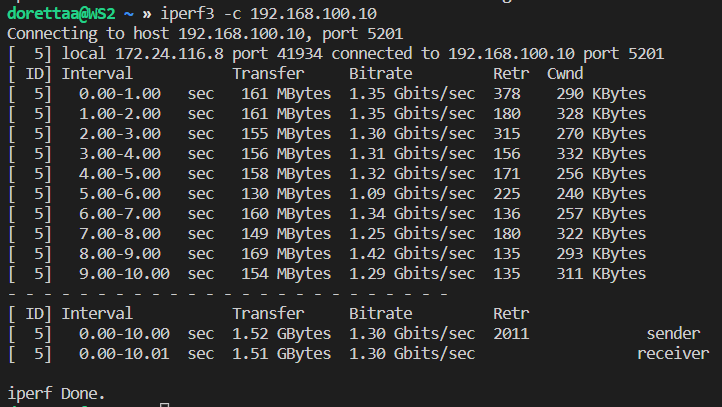 dorettaa@WS2 ~ » iperf3 -c 192.168.100.10
Connecting to host 192.168.100.10, port 5201
[  5] local 172.24.116.8 port 41934 connected to 192.168.100.10 port 5201
[ ID] Interval           Transfer     Bitrate         Retr  Cwnd
[  5]   0.00-1.00   sec   161 MBytes  1.35 Gbits/sec  378    290 KBytes
[  5]   1.00-2.00   sec   161 MBytes  1.35 Gbits/sec  180    328 KBytes
[  5]   2.00-3.00   sec   155 MBytes  1.30 Gbits/sec  315    270 KBytes
[  5]   3.00-4.00   sec   156 MBytes  1.31 Gbits/sec  156    332 KBytes
[  5]   4.00-5.00   sec   158 MBytes  1.32 Gbits/sec  171    256 KBytes
[  5]   5.00-6.00   sec   130 MBytes  1.09 Gbits/sec  225    240 KBytes
[  5]   6.00-7.00   sec   160 MBytes  1.34 Gbits/sec  136    257 KBytes
[  5]   7.00-8.00   sec   149 MBytes  1.25 Gbits/sec  180    322 KBytes
[  5]   8.00-9.00   sec   169 MBytes  1.42 Gbits/sec  135    293 KBytes
[  5]   9.00-10.00  sec   154 MBytes  1.29 Gbits/sec  135    311 KBytes
- - - - - - - - - - - - - - - - - - - - - - - - -
[ ID] Interval           Transfer     Bitrate         Retr
[  5]   0.00-10.00  sec  1.52 GBytes  1.30 Gbits/sec  2011             sender
[  5]   0.00-10.01  sec  1.51 GBytes  1.30 Gbits/sec                  receiver
iperf Done.